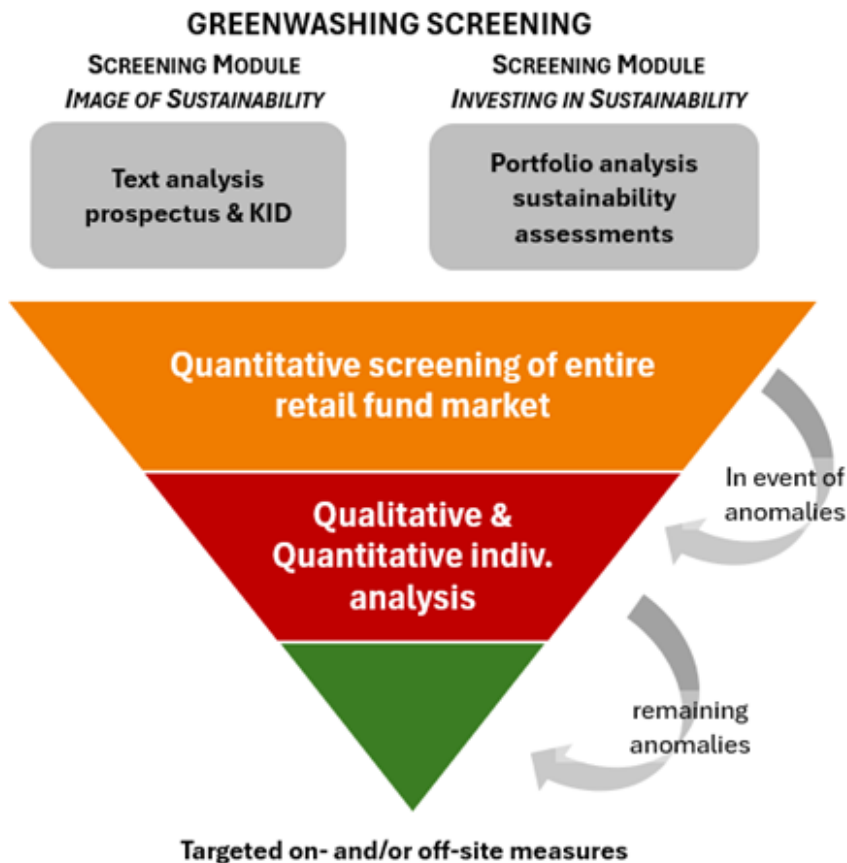 GREENWASHING SCREENING
SCREENING MODULE
IMAGE OF SUSTAINABILITY
SCREENING MODULE
INVESTING IN SUSTAINABILITY
Text analysis
prospectus & KID
Portfolio analysis
sustainability
assessments
Quantitative screening of entire
retail fund market
In event of
anomalies
Qualitative &
Quantitative indiv.
analysis
remaining
anomalies
Targeted on- and/or off-site measures